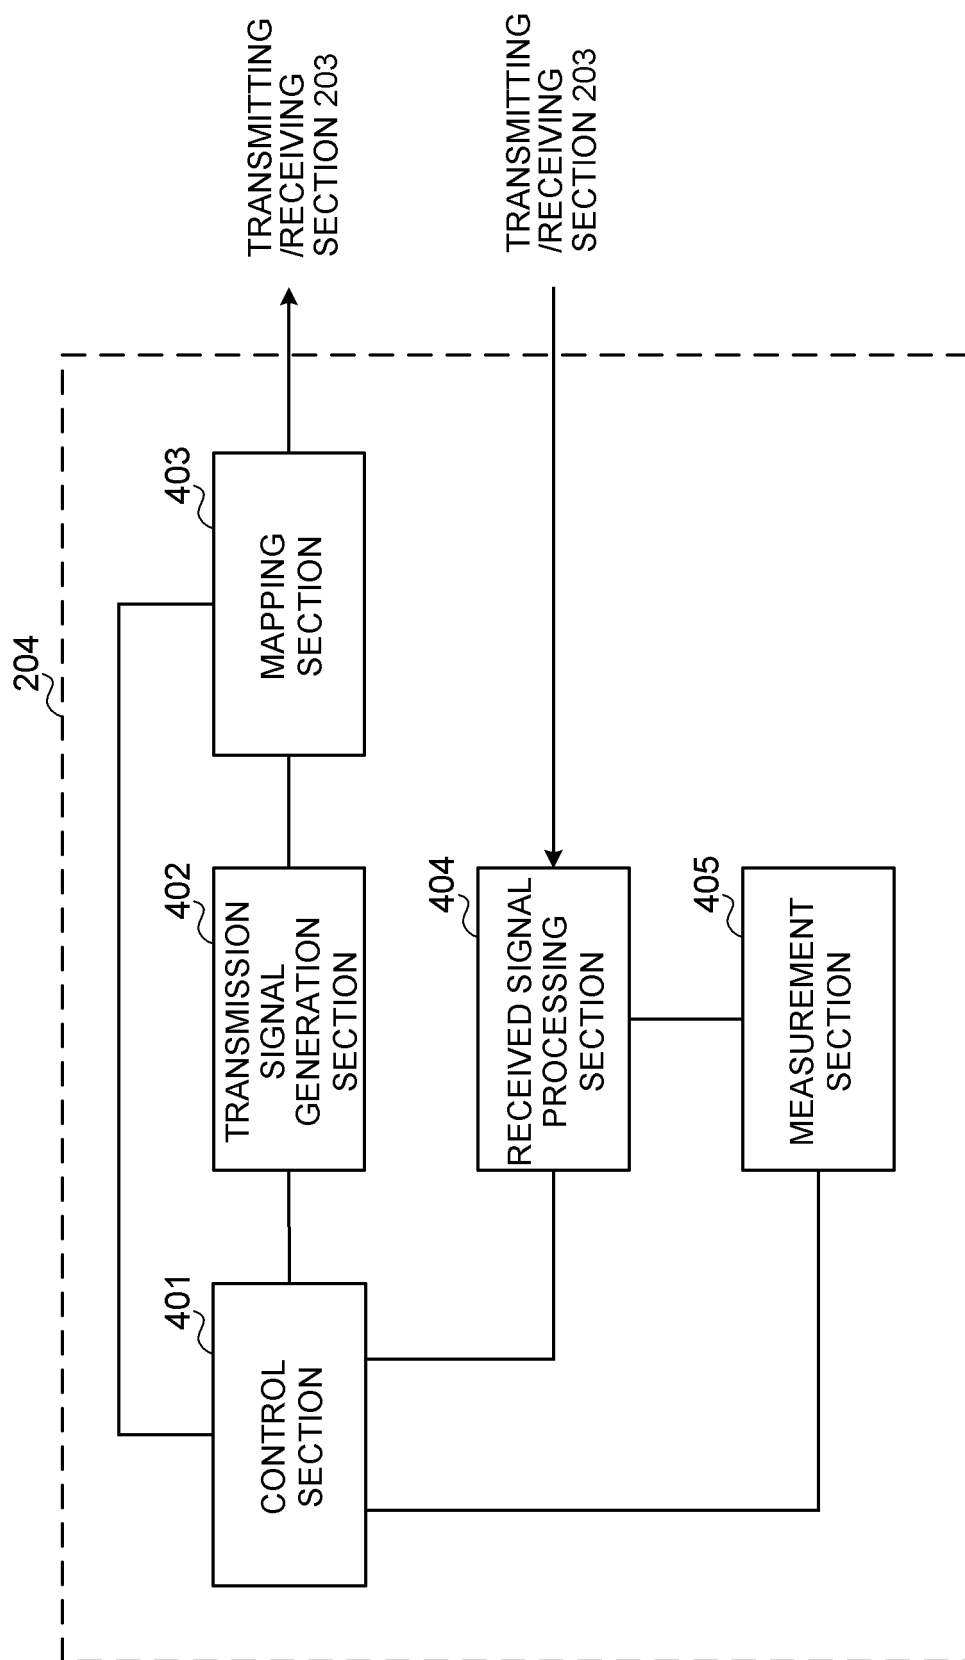 204
401
CONTROL
SECTION
402
TRANSMISSION
SIGNAL
GENERATION
SECTION
403
MAPPING
SECTION
TRANSMITTING
/RECEIVING
SECTION 203
404
RECEIVED SIGNAL
PROCESSING
SECTION
TRANSMITTING
/RECEIVING
SECTION 203
405
MEASUREMENT
SECTION